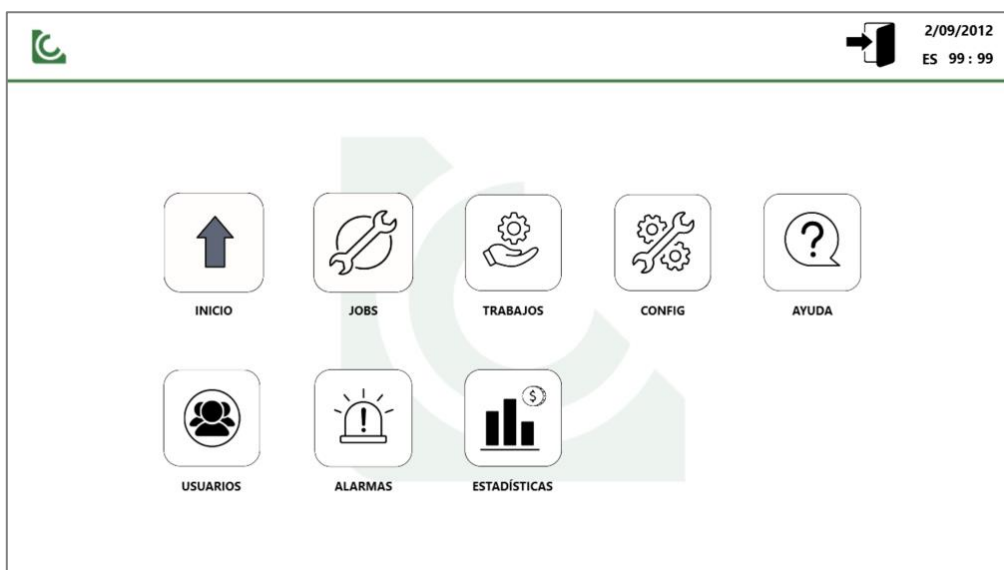 2/09/2012
ES 99 : 99
INICIO
JOBS
TRABAJOS
CONFIG
AYUDA
USUARIOS
ALARMAS
ESTADÍSTICAS